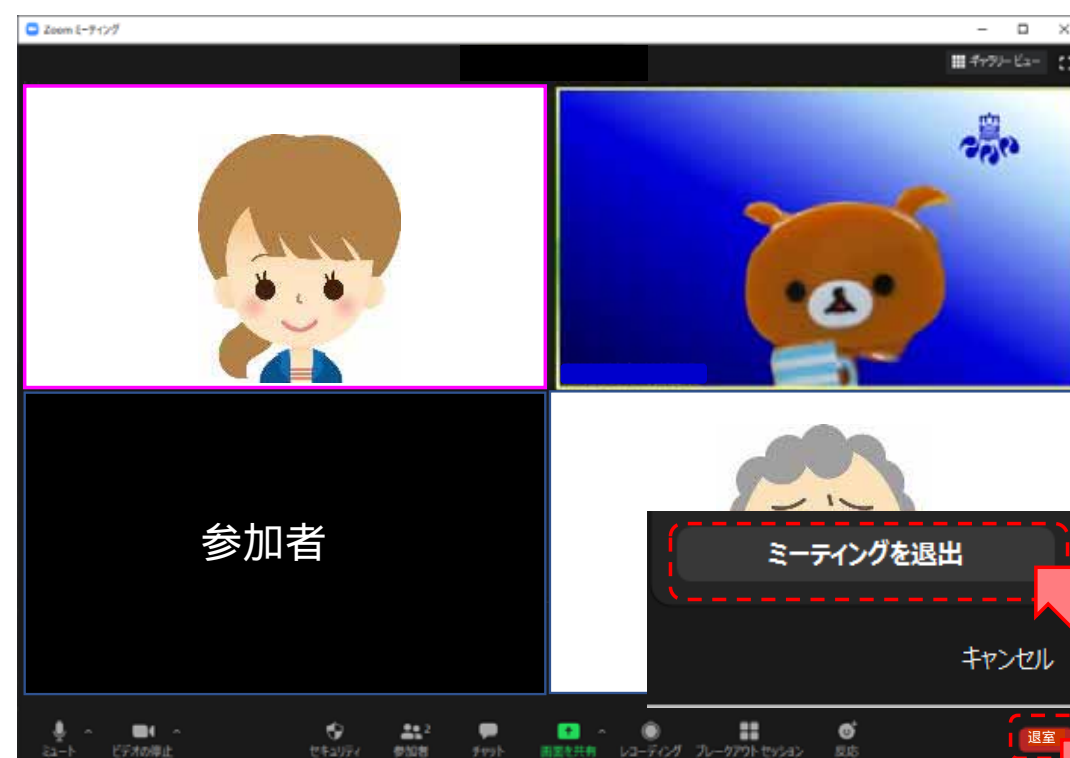 Zoom ミーティング
ギャラリー ビュー
参加者
ミーティングを退出
キャンセル
ミュート
ビデオの停止
セキュリティ
参加者
2
チャット
画面を共有
レコーディング
ブレークアウト セッション
反応
退室